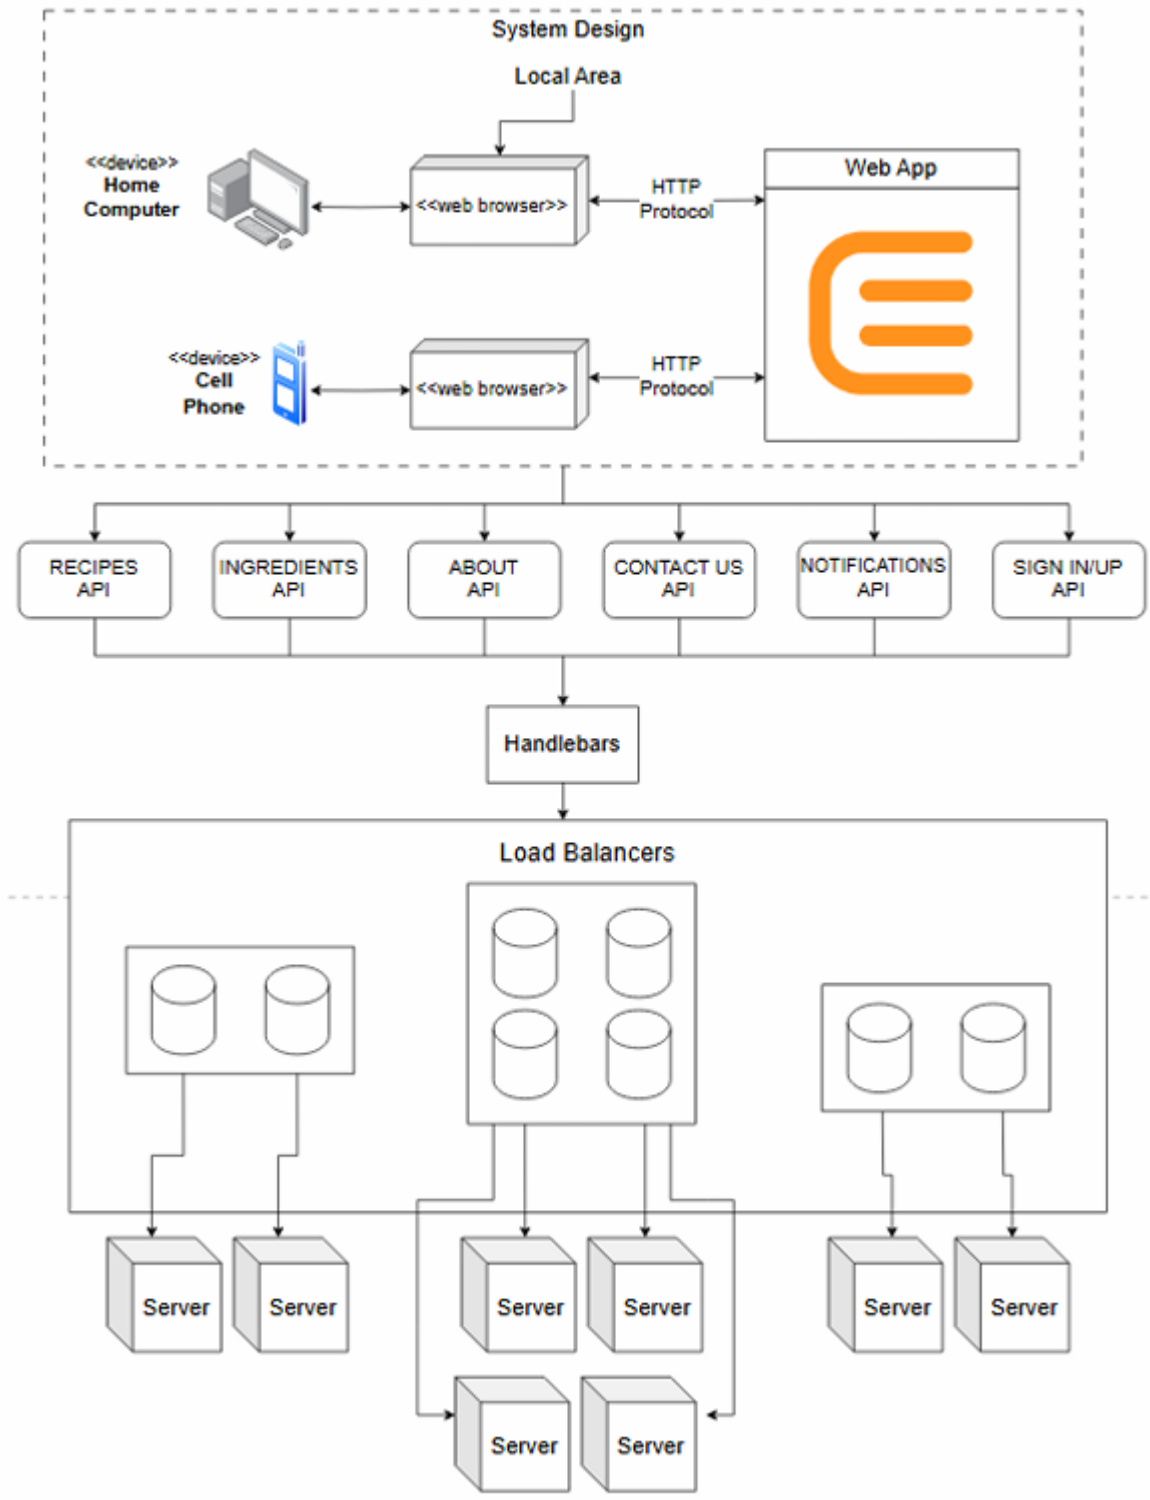 System Design
Local Area
<<device>>
Home
Computer
<<web browser>>
HTTP
Protocol
Web App
<<device>>
Cell
Phone
<<web browser>>
HTTP
Protocol
RECIPES
API
INGREDIENTS
API
ABOUT
API
CONTACT US
API
NOTIFICATIONS
API
SIGN IN/UP
API
Handlebars
Load Balancers
Server
Server
Server
Server
Server
Server
Server
Server